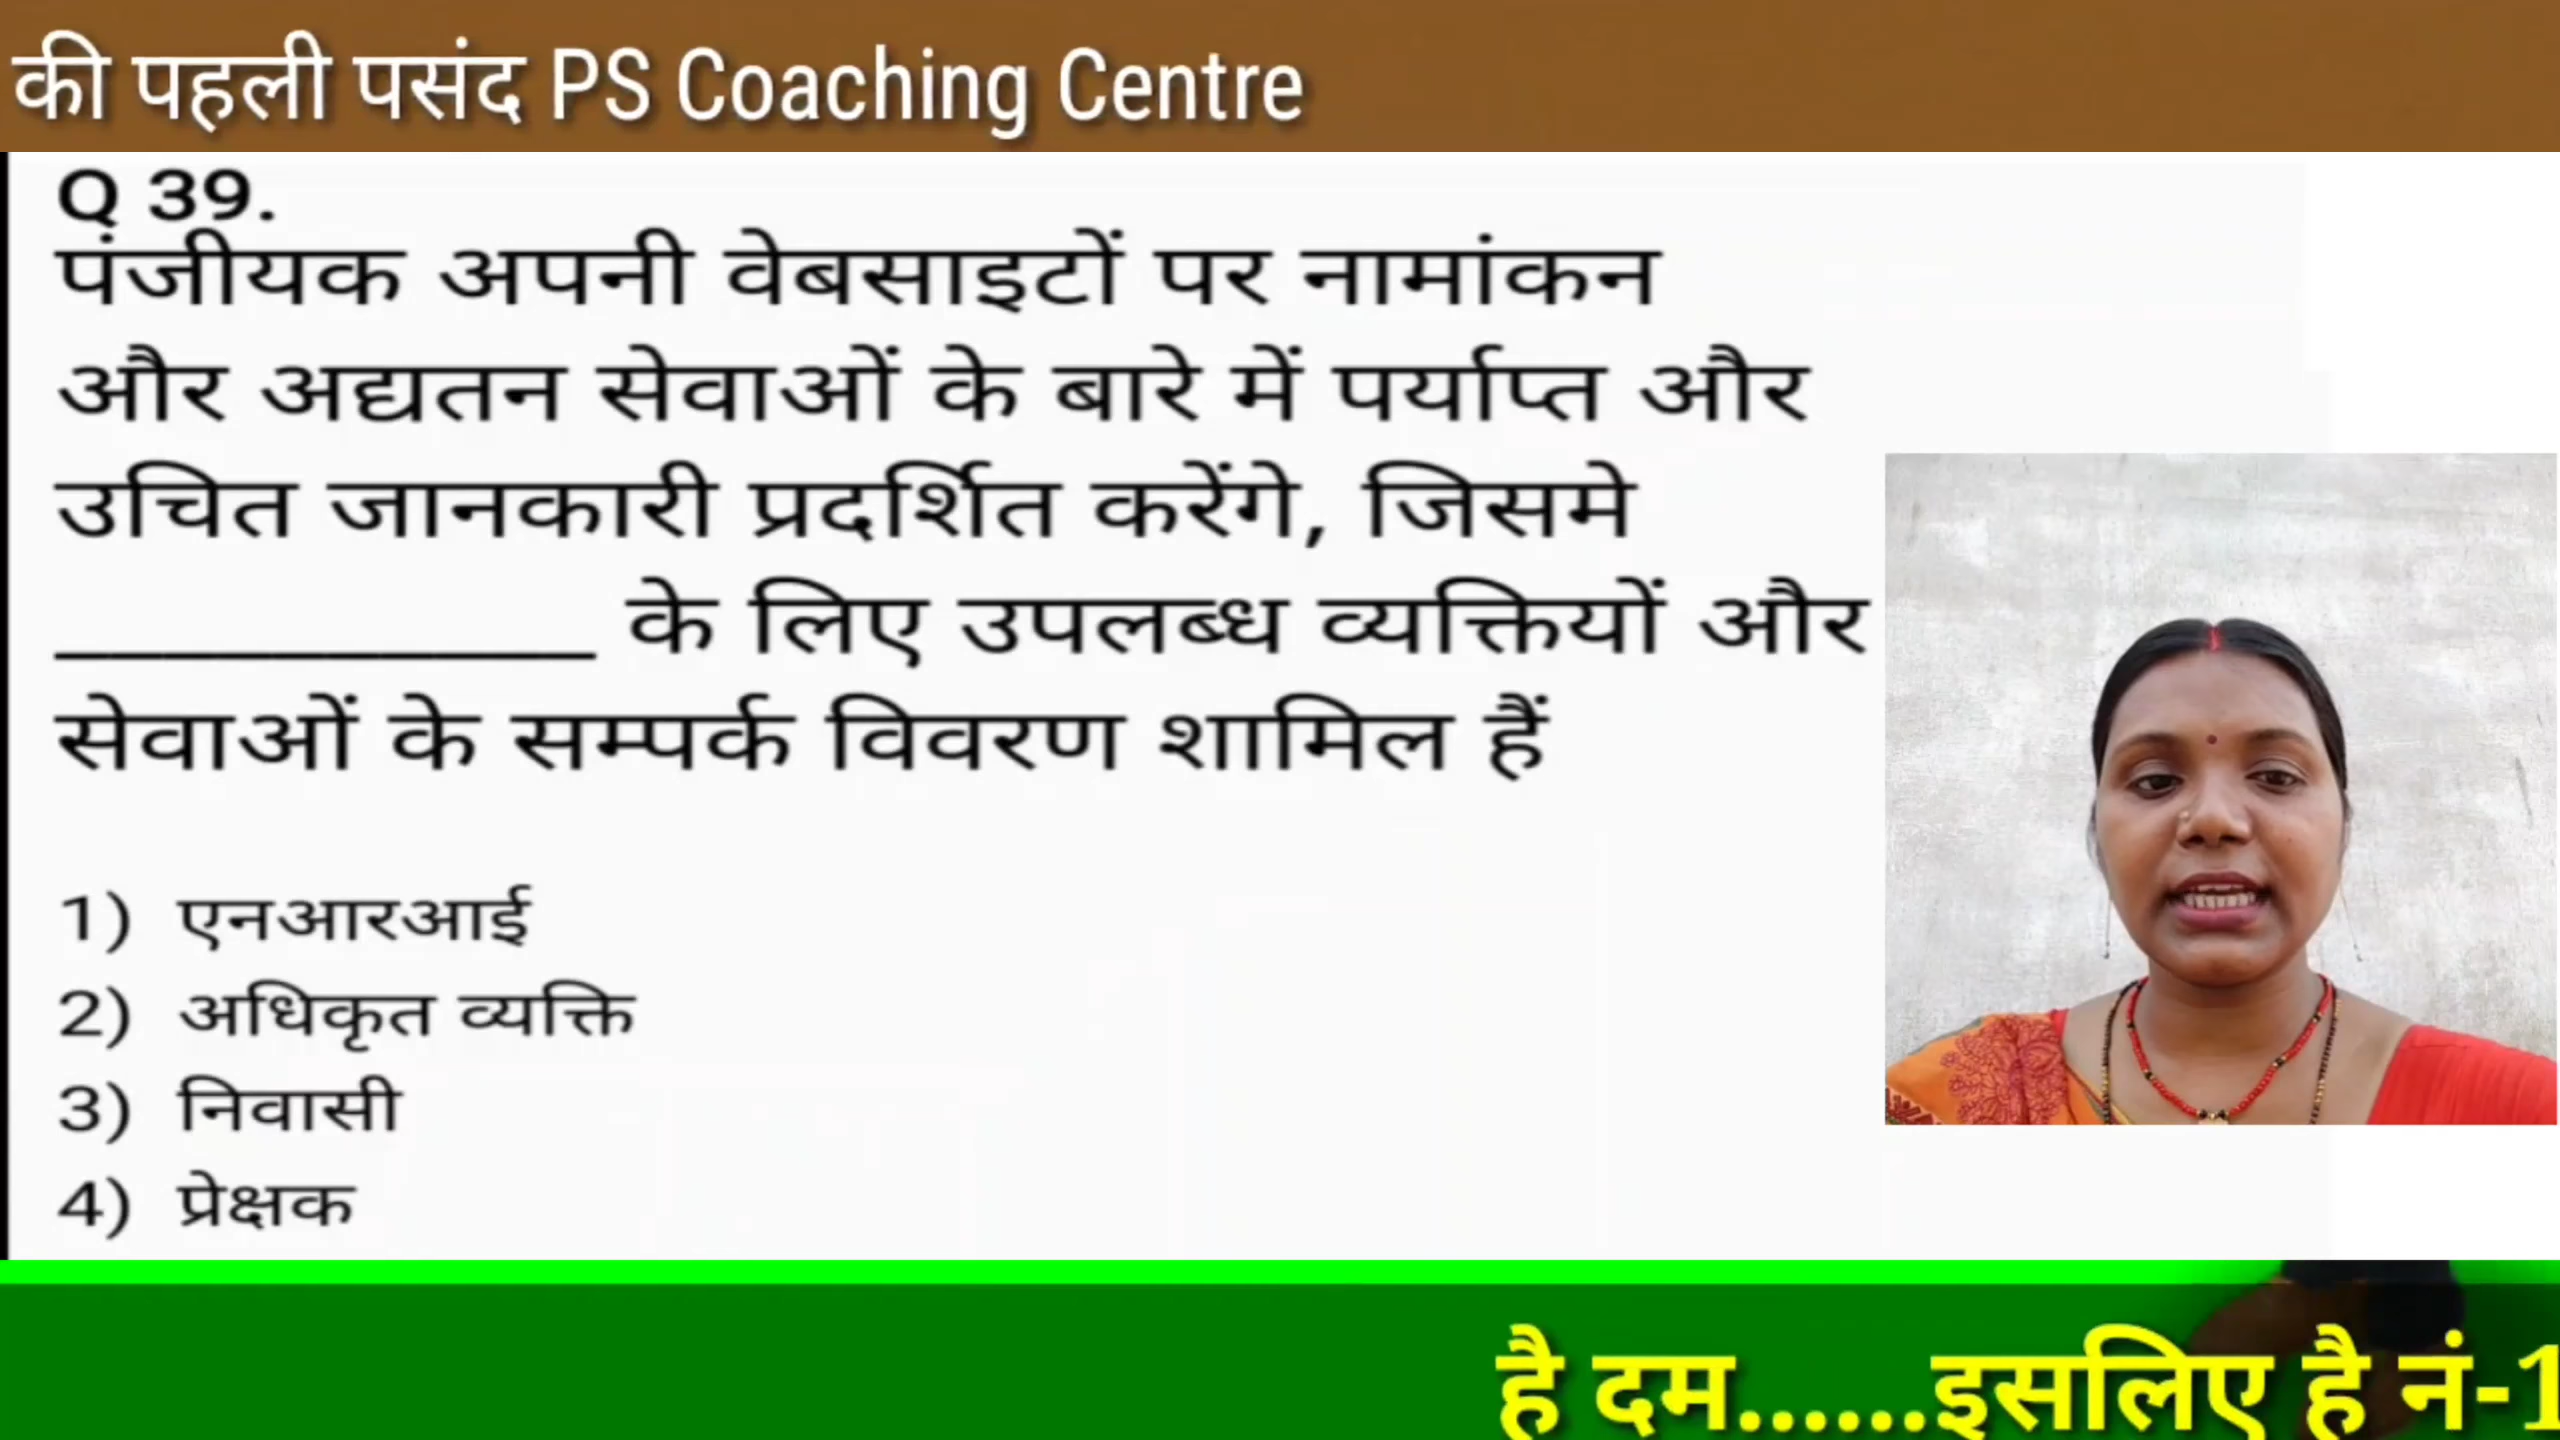 की पहली पसंद PS Coaching Centre
Q 39.
पंजीयक अपनी वेबसाइटों पर नामांकन
और अद्यतन सेवाओं के बारे में पर्याप्त और
उचित जानकारी प्रदर्शित करेंगे, जिसमे
____________ के लिए उपलब्ध व्यक्तियों और
सेवाओं के सम्पर्क विवरण शामिल हैं
1) एनआरआई
2) अधिकृत व्यक्ति
3) निवासी
4) प्रेक्षक
है दम......इसलिए है नं-1